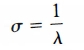 σ = 1/λ